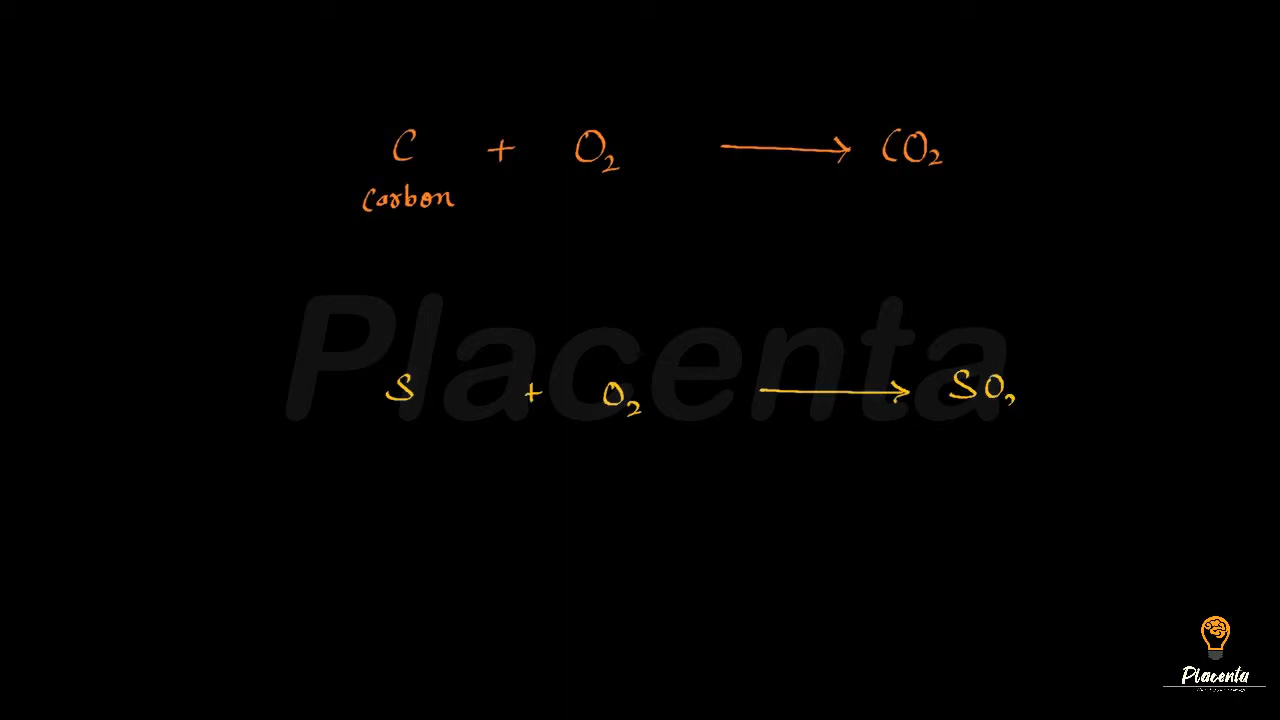 C + O₂ ⟶ CO₂
Carbon
Placenta
S + O₂ ⟶ SO₂
Placenta